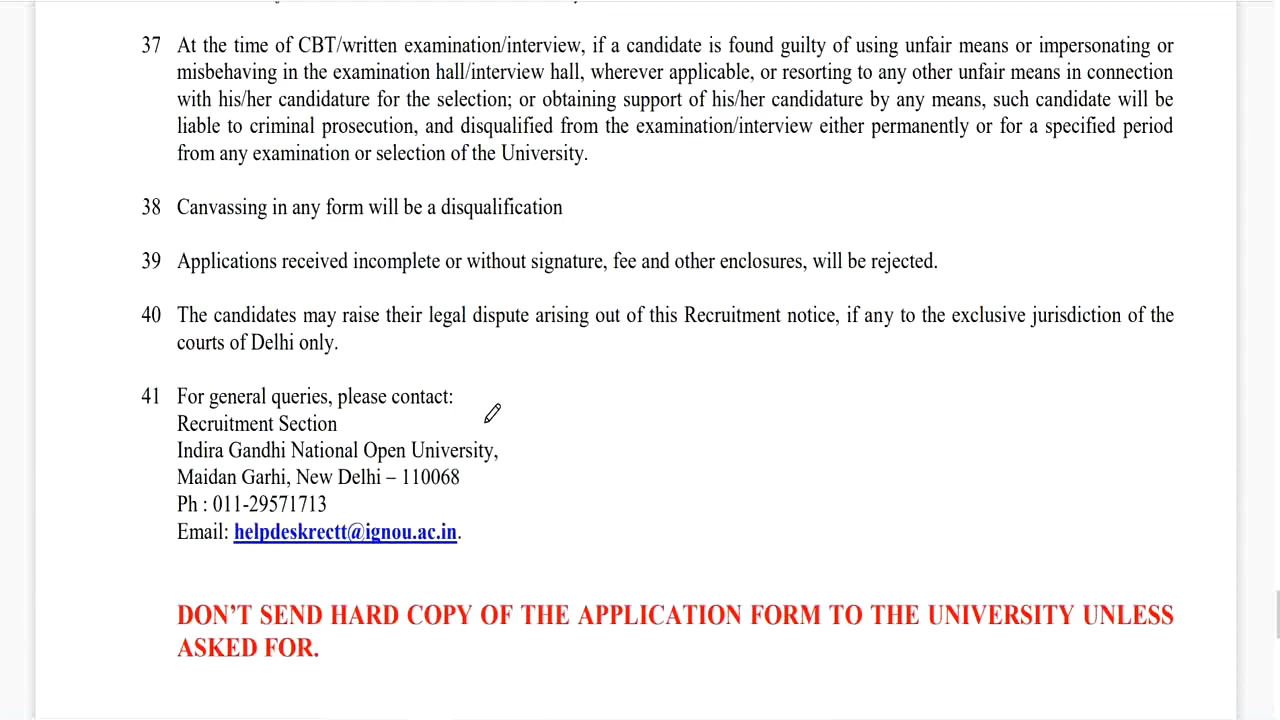 37 At the time of CBT/written examination/interview, if a candidate is found guilty of using unfair means or impersonating or
misbehaving in the examination hall/interview hall, wherever applicable, or resorting to any other unfair means in connection
with his/her candidature for the selection; or obtaining support of his/her candidature by any means, such candidate will be
liable to criminal prosecution, and disqualified from the examination/interview either permanently or for a specified period
from any examination or selection of the University.
38 Canvassing in any form will be a disqualification
39 Applications received incomplete or without signature, fee and other enclosures, will be rejected.
40 The candidates may raise their legal dispute arising out of this Recruitment notice, if any to the exclusive jurisdiction of the
courts of Delhi only.
41 For general queries, please contact:
Recruitment Section
Indira Gandhi National Open University,
Maidan Garhi, New Delhi – 110068
Ph : 011-29571713
Email: helpdeskrectt@ignou.ac.in.
DON'T SEND HARD COPY OF THE APPLICATION FORM TO THE UNIVERSITY UNLESS
ASKED FOR.